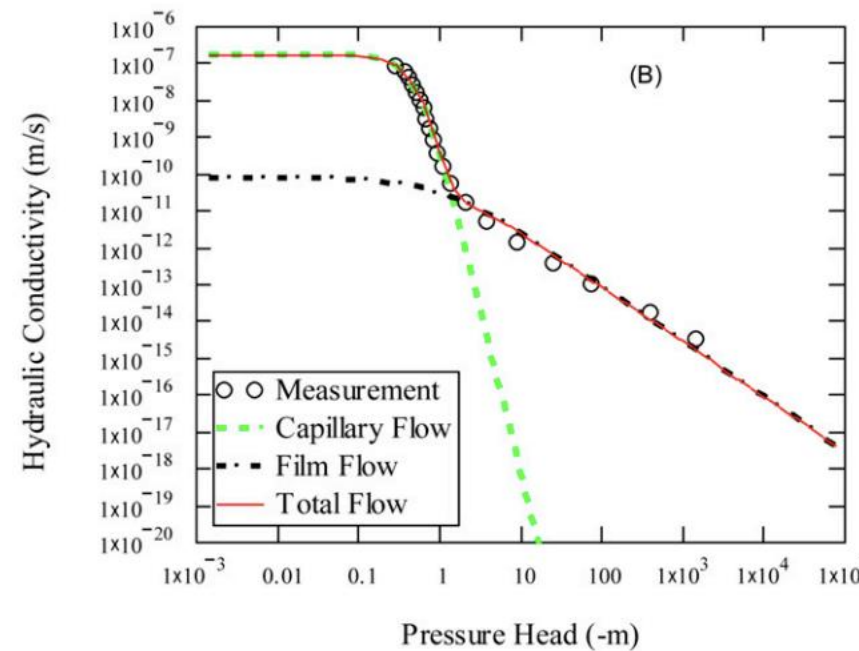 Hydraulic Conductivity (m/s)
1x10⁻⁶
1x10⁻⁷
1x10⁻⁸
1x10⁻⁹
1x10⁻¹⁰
1x10⁻¹¹
1x10⁻¹²
1x10⁻¹³
1x10⁻¹⁴
1x10⁻¹⁵
1x10⁻¹⁶
1x10⁻¹⁷
1x10⁻¹⁸
1x10⁻¹⁹
1x10⁻²⁰
(B)
Measurement
Capillary Flow
Film Flow
Total Flow
1x10⁻³ 0.01 0.1 1 10 100 1x10³ 1x10⁴ 1x10
Pressure Head (-m)